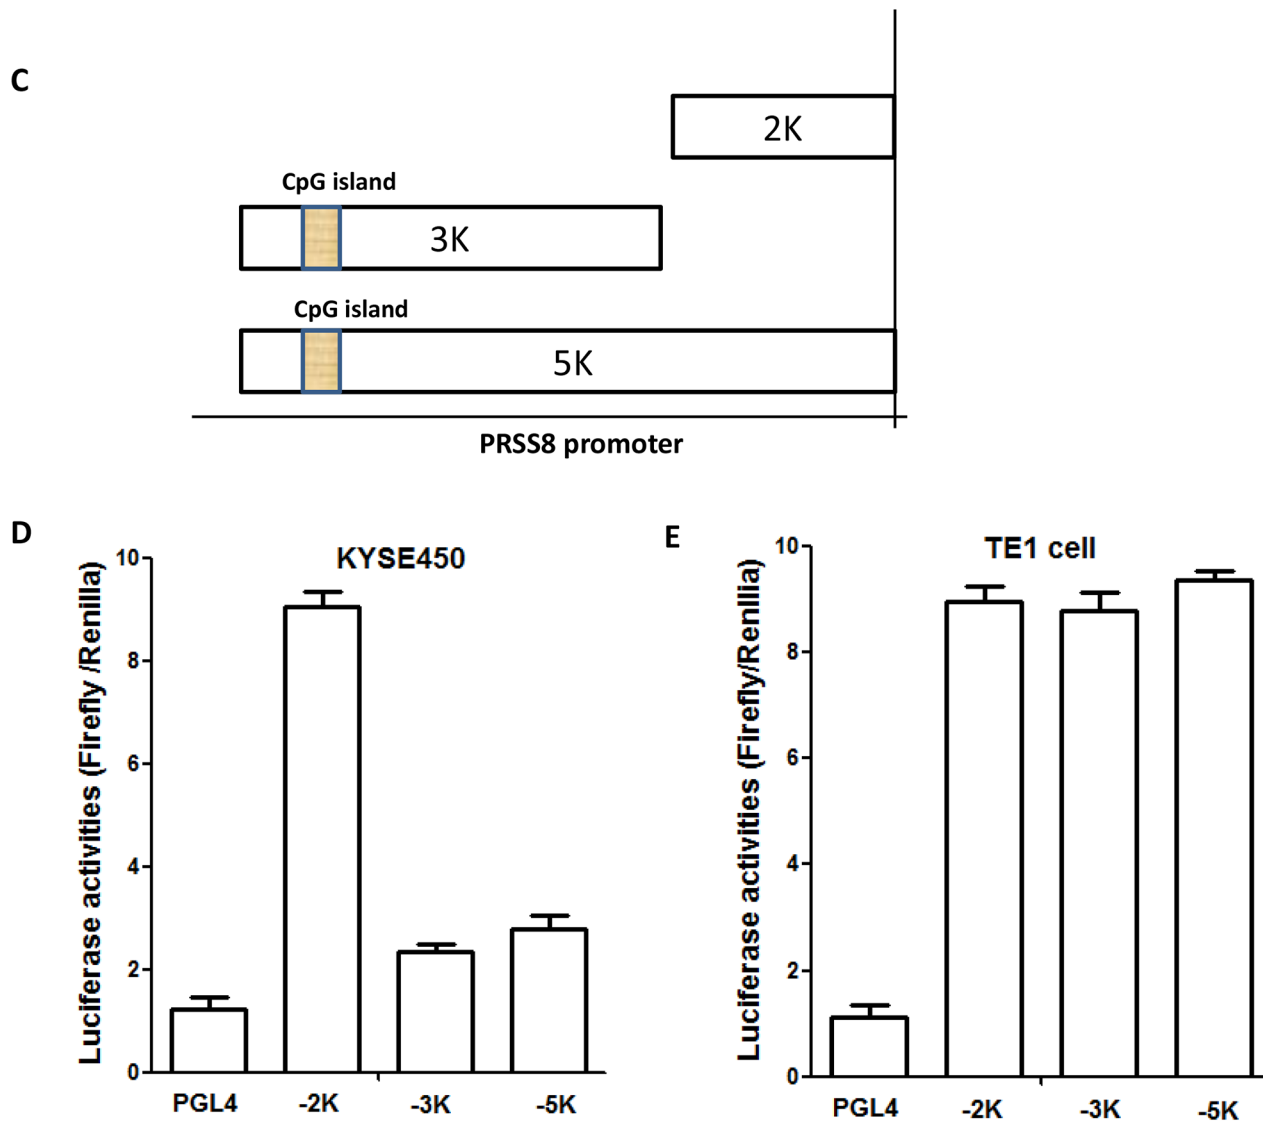 C
2K
CpG island
3K
CpG island
5K
PRSS8 promoter
D
KYSE450
Luciferase activities (Firefly /Renilla)
10
8
6
4
2
0
PGL4 -2K -3K -5K
E
TE1 cell
Luciferase activities (Firefly/Renllia)
10
8
6
4
2
0
PGL4 -2K -3K -5K